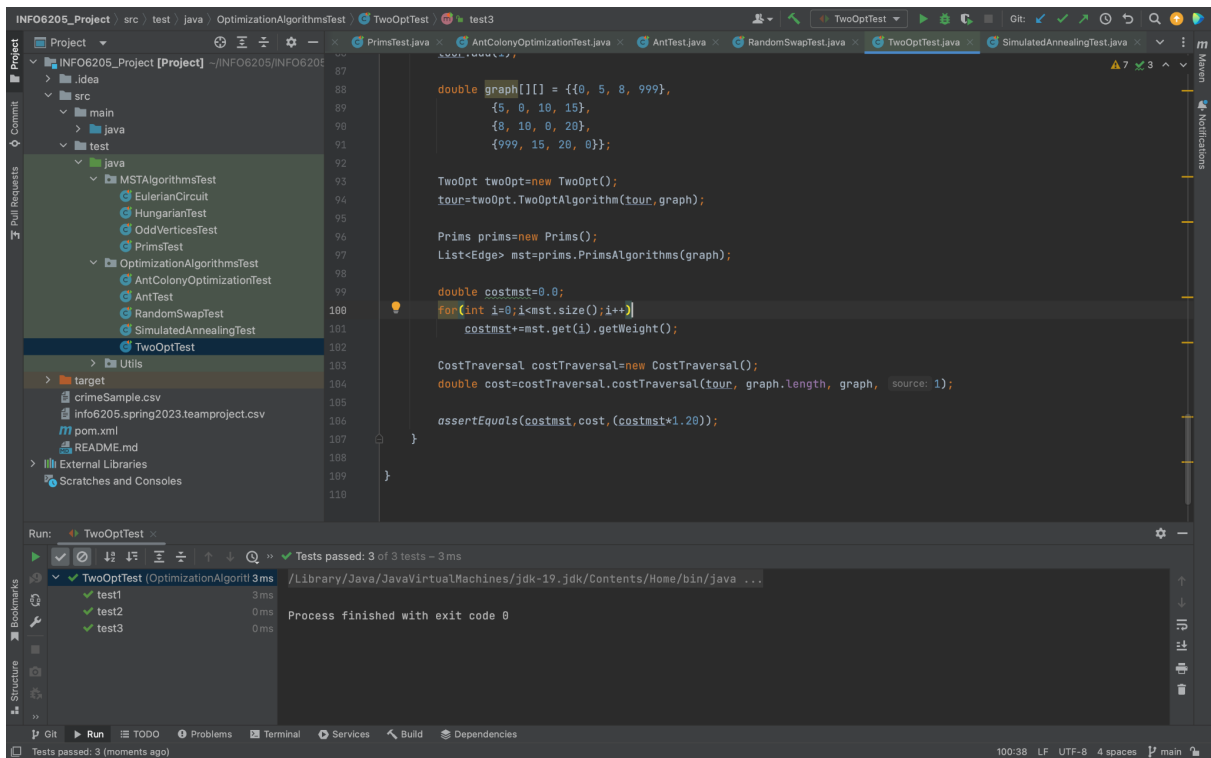 INFO6205_Project src test java OptimizationAlgorithmsTest TwoOptTest test3 TwoOptTest Git:
Project PrimsTest.java AntColonyOptimizationTest.java AntTest.java RandomSwapTest.java TwoOptTest.java SimulatedAnnealingTest.java
INFO6205_Project [Project] ~/INFO6205/INFO6205
.idea
src
main
java
test
java
MSTAlgorithmsTest
EulerianCircuit
HungarianTest
OddVerticesTest
PrimsTest
OptimizationAlgorithmsTest
AntColonyOptimizationTest
AntTest
RandomSwapTest
SimulatedAnnealingTest
TwoOptTest
Utils
target
crimeSample.csv
info6205.spring2023.teamproject.csv
pom.xml
README.md
External Libraries
Scratches and Consoles
7 3
87
88 double graph[][] = {{0, 5, 8, 999},
89 {5, 0, 10, 15},
90 {8, 10, 0, 20},
91 {999, 15, 20, 0}};
92
93 TwoOpt twoOpt=new TwoOpt();
94 tour=twoOpt.TwoOptAlgorithm(tour,graph);
95
96 Prims prims=new Prims();
97 List<Edge> mst=prims.PrimsAlgorithms(graph);
98
99 double costmst=0.0;
100 for(int i=0;i<mst.size();i++)
101 costmst+=mst.get(i).getWeight();
102
103 CostTraversal costTraversal=new CostTraversal();
104 double cost=costTraversal.costTraversal(tour, graph.length, graph, source: 1);
105
106 assertEquals(costmst,cost,(costmst*1.20));
107 }
108
109 }
110
Project
Commit
Pull Requests
Bookmarks
Structure
Maven
Notifications
Run: TwoOptTest
Tests passed: 3 of 3 tests – 3 ms
TwoOptTest (OptimizationAlgoritl 3 ms
test1 3 ms
test2 0 ms
test3 0 ms
/Library/Java/JavaVirtualMachines/jdk-19.jdk/Contents/Home/bin/java ...
Process finished with exit code 0
Git Run TODO Problems Terminal Services Build Dependencies
Tests passed: 3 (moments ago) 100:38 LF UTF-8 4 spaces main